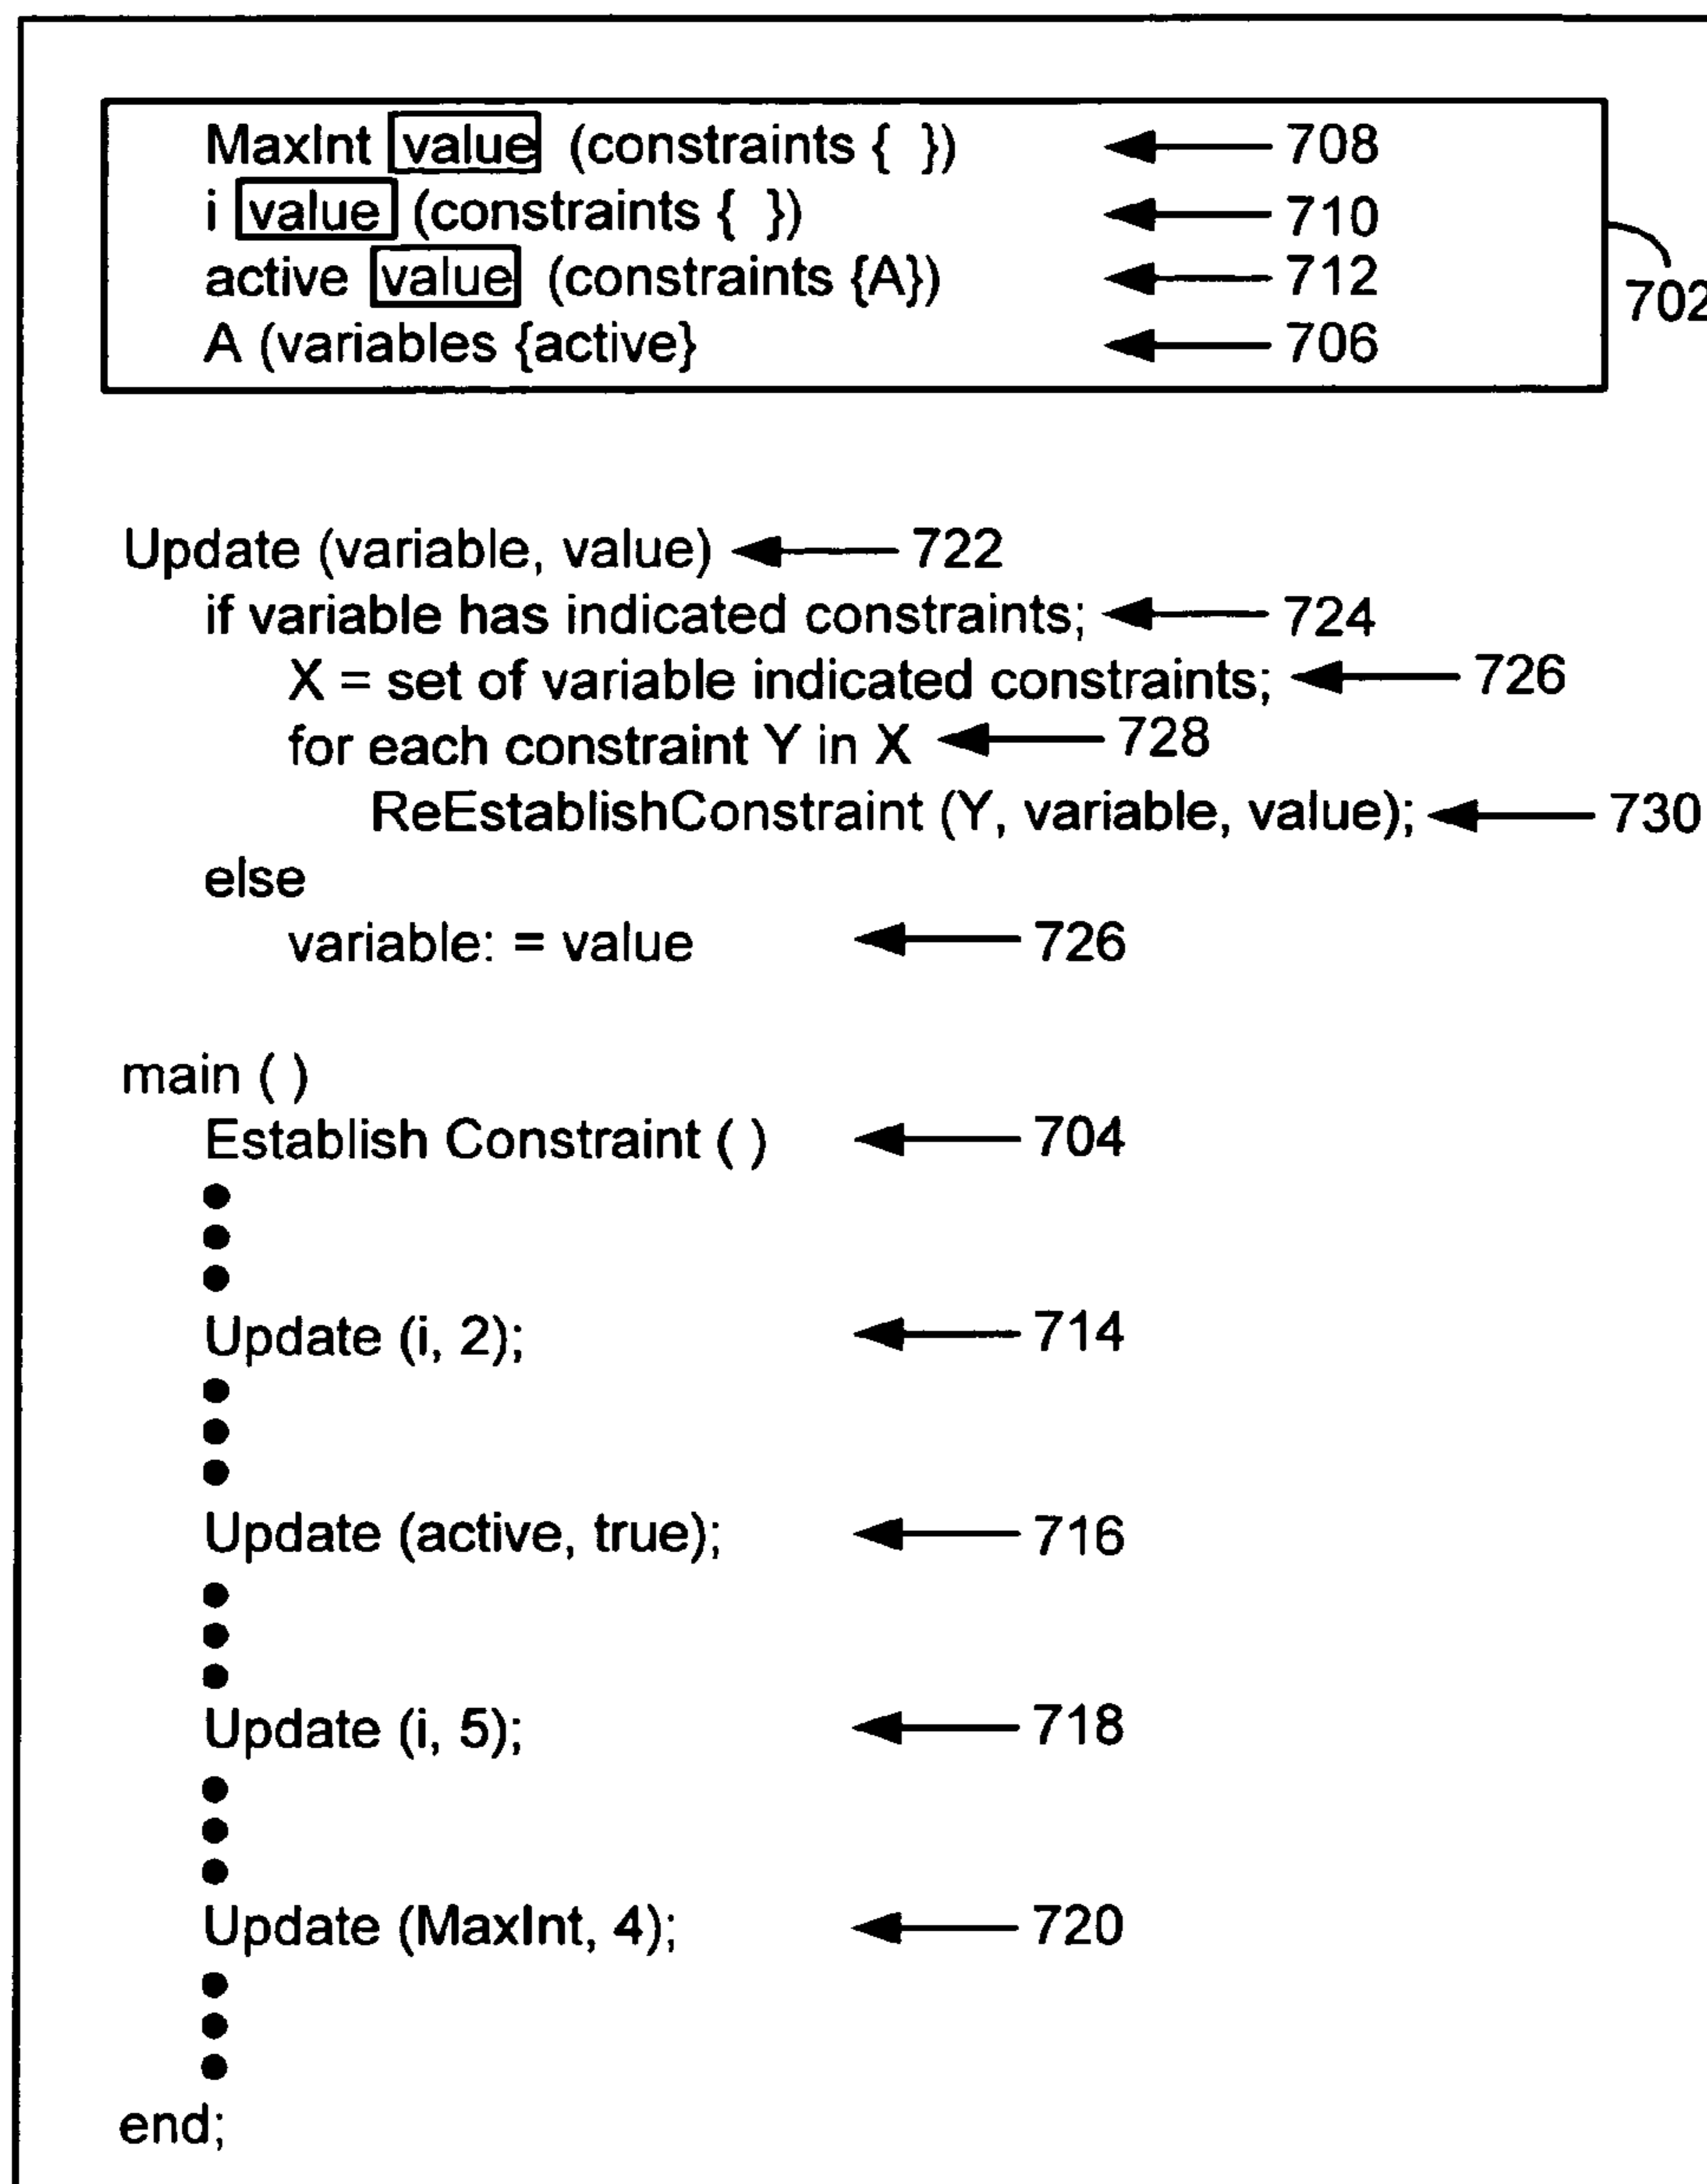 MaxInt value (constraints { }) 708
i value (constraints { }) 710
active value (constraints {A}) 712
702
A (variables {active} 706
Update (variable, value) 722
if variable has indicated constraints; 724
X = set of variable indicated constraints; 726
for each constraint Y in X 728
ReEstablishConstraint (Y, variable, value); 730
else
variable: = value 726
main ( )
Establish Constraint ( ) 704
Update (i, 2); 714
Update (active, true); 716
Update (i, 5); 718
Update (MaxInt, 4); 720
end;